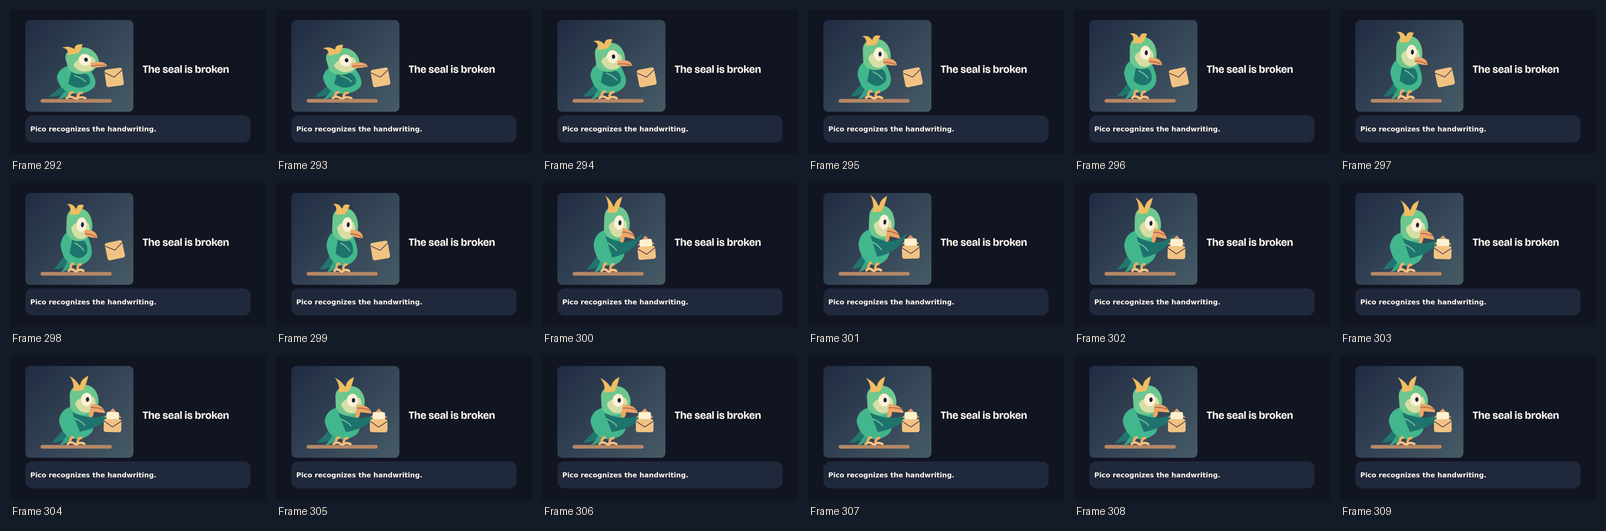 The seal is broken
Pico recognizes the handwriting.
Frame 292
The seal is broken
Pico recognizes the handwriting.
Frame 293
The seal is broken
Pico recognizes the handwriting.
Frame 294
The seal is broken
Pico recognizes the handwriting.
Frame 295
The seal is broken
Pico recognizes the handwriting.
Frame 296
The seal is broken
Pico recognizes the handwriting.
Frame 297
The seal is broken
Pico recognizes the handwriting.
Frame 298
The seal is broken
Pico recognizes the handwriting.
Frame 299
The seal is broken
Pico recognizes the handwriting.
Frame 300
The seal is broken
Pico recognizes the handwriting.
Frame 301
The seal is broken
Pico recognizes the handwriting.
Frame 302
The seal is broken
Pico recognizes the handwriting.
Frame 303
The seal is broken
Pico recognizes the handwriting.
Frame 304
The seal is broken
Pico recognizes the handwriting.
Frame 305
The seal is broken
Pico recognizes the handwriting.
Frame 306
The seal is broken
Pico recognizes the handwriting.
Frame 307
The seal is broken
Pico recognizes the handwriting.
Frame 308
The seal is broken
Pico recognizes the handwriting.
Frame 309